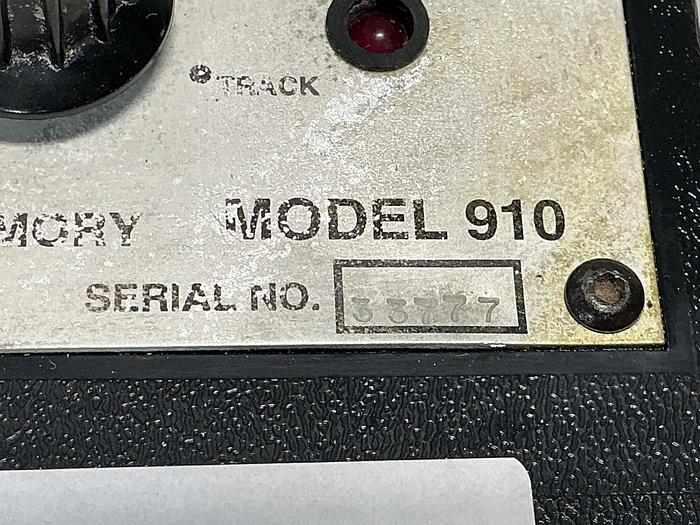 TRACK
MORY MODEL 910
SERIAL NO. 33777